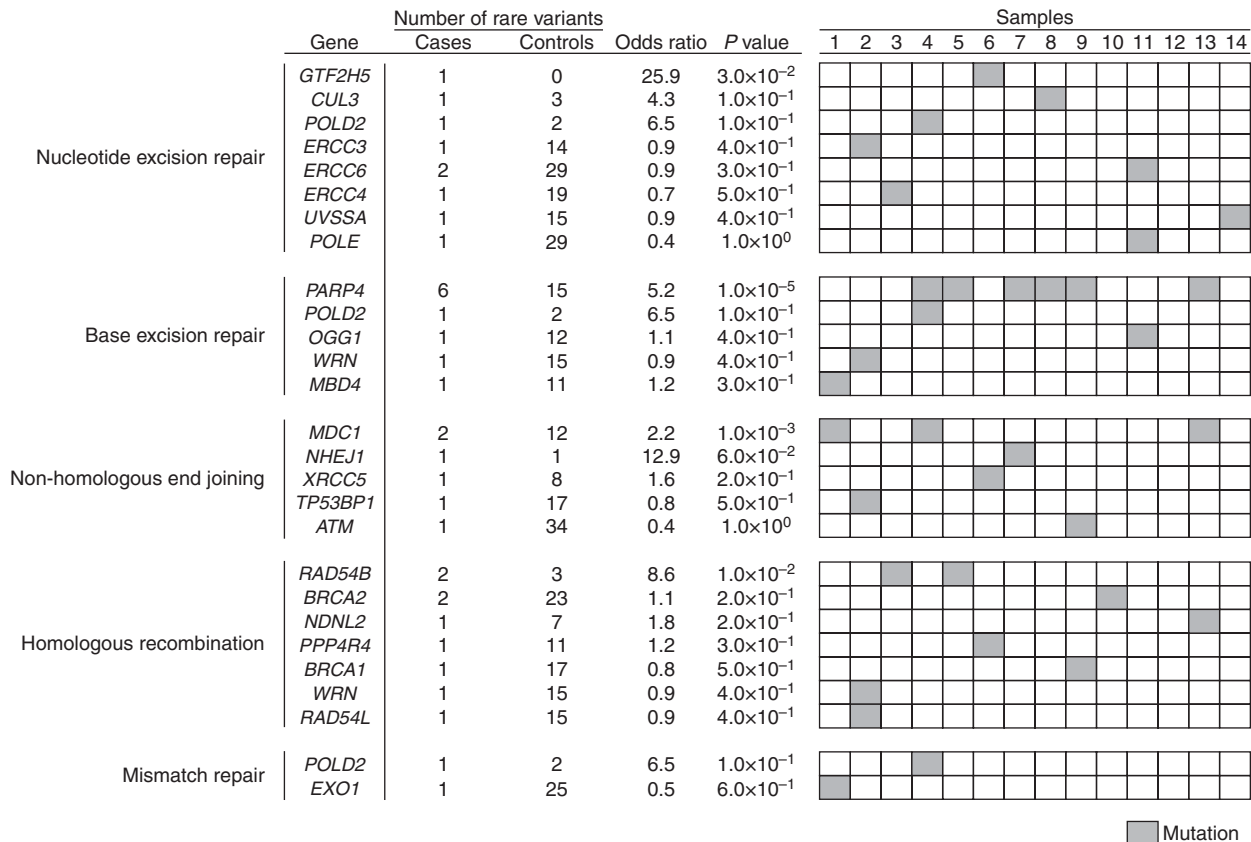 Number of rare variants Samples
Gene Cases Controls Odds ratio P value 1 2 3 4 5 6 7 8 9 10 11 12 13 14
GTF2H5 1 0 25.9 3.0×10⁻²
CUL3 1 3 4.3 1.0×10⁻¹
POLD2 1 2 6.5 1.0×10⁻¹
ERCC3 1 14 0.9 4.0×10⁻¹
Nucleotide excision repair
ERCC6 2 29 0.9 3.0×10⁻¹
ERCC4 1 19 0.7 5.0×10⁻¹
UVSSA 1 15 0.9 4.0×10⁻¹
POLE 1 29 0.4 1.0×10⁰
PARP4 6 15 5.2 1.0×10⁻⁵
POLD2 1 2 6.5 1.0×10⁻¹
Base excision repair OGG1 1 12 1.1 4.0×10⁻¹
WRN 1 15 0.9 4.0×10⁻¹
MBD4 1 11 1.2 3.0×10⁻¹
MDC1 2 12 2.2 1.0×10⁻³
NHEJ1 1 1 12.9 6.0×10⁻²
Non-homologous end joining XRCC5 1 8 1.6 2.0×10⁻¹
TP53BP1 1 17 0.8 5.0×10⁻¹
ATM 1 34 0.4 1.0×10⁰
RAD54B 2 3 8.6 1.0×10⁻²
BRCA2 2 23 1.1 2.0×10⁻¹
NDNL2 1 7 1.8 2.0×10⁻¹
Homologous recombination PPP4R4 1 11 1.2 3.0×10⁻¹
BRCA1 1 17 0.8 5.0×10⁻¹
WRN 1 15 0.9 4.0×10⁻¹
RAD54L 1 15 0.9 4.0×10⁻¹
Mismatch repair
POLD2 1 2 6.5 1.0×10⁻¹
EXO1 1 25 0.5 6.0×10⁻¹
Mutation